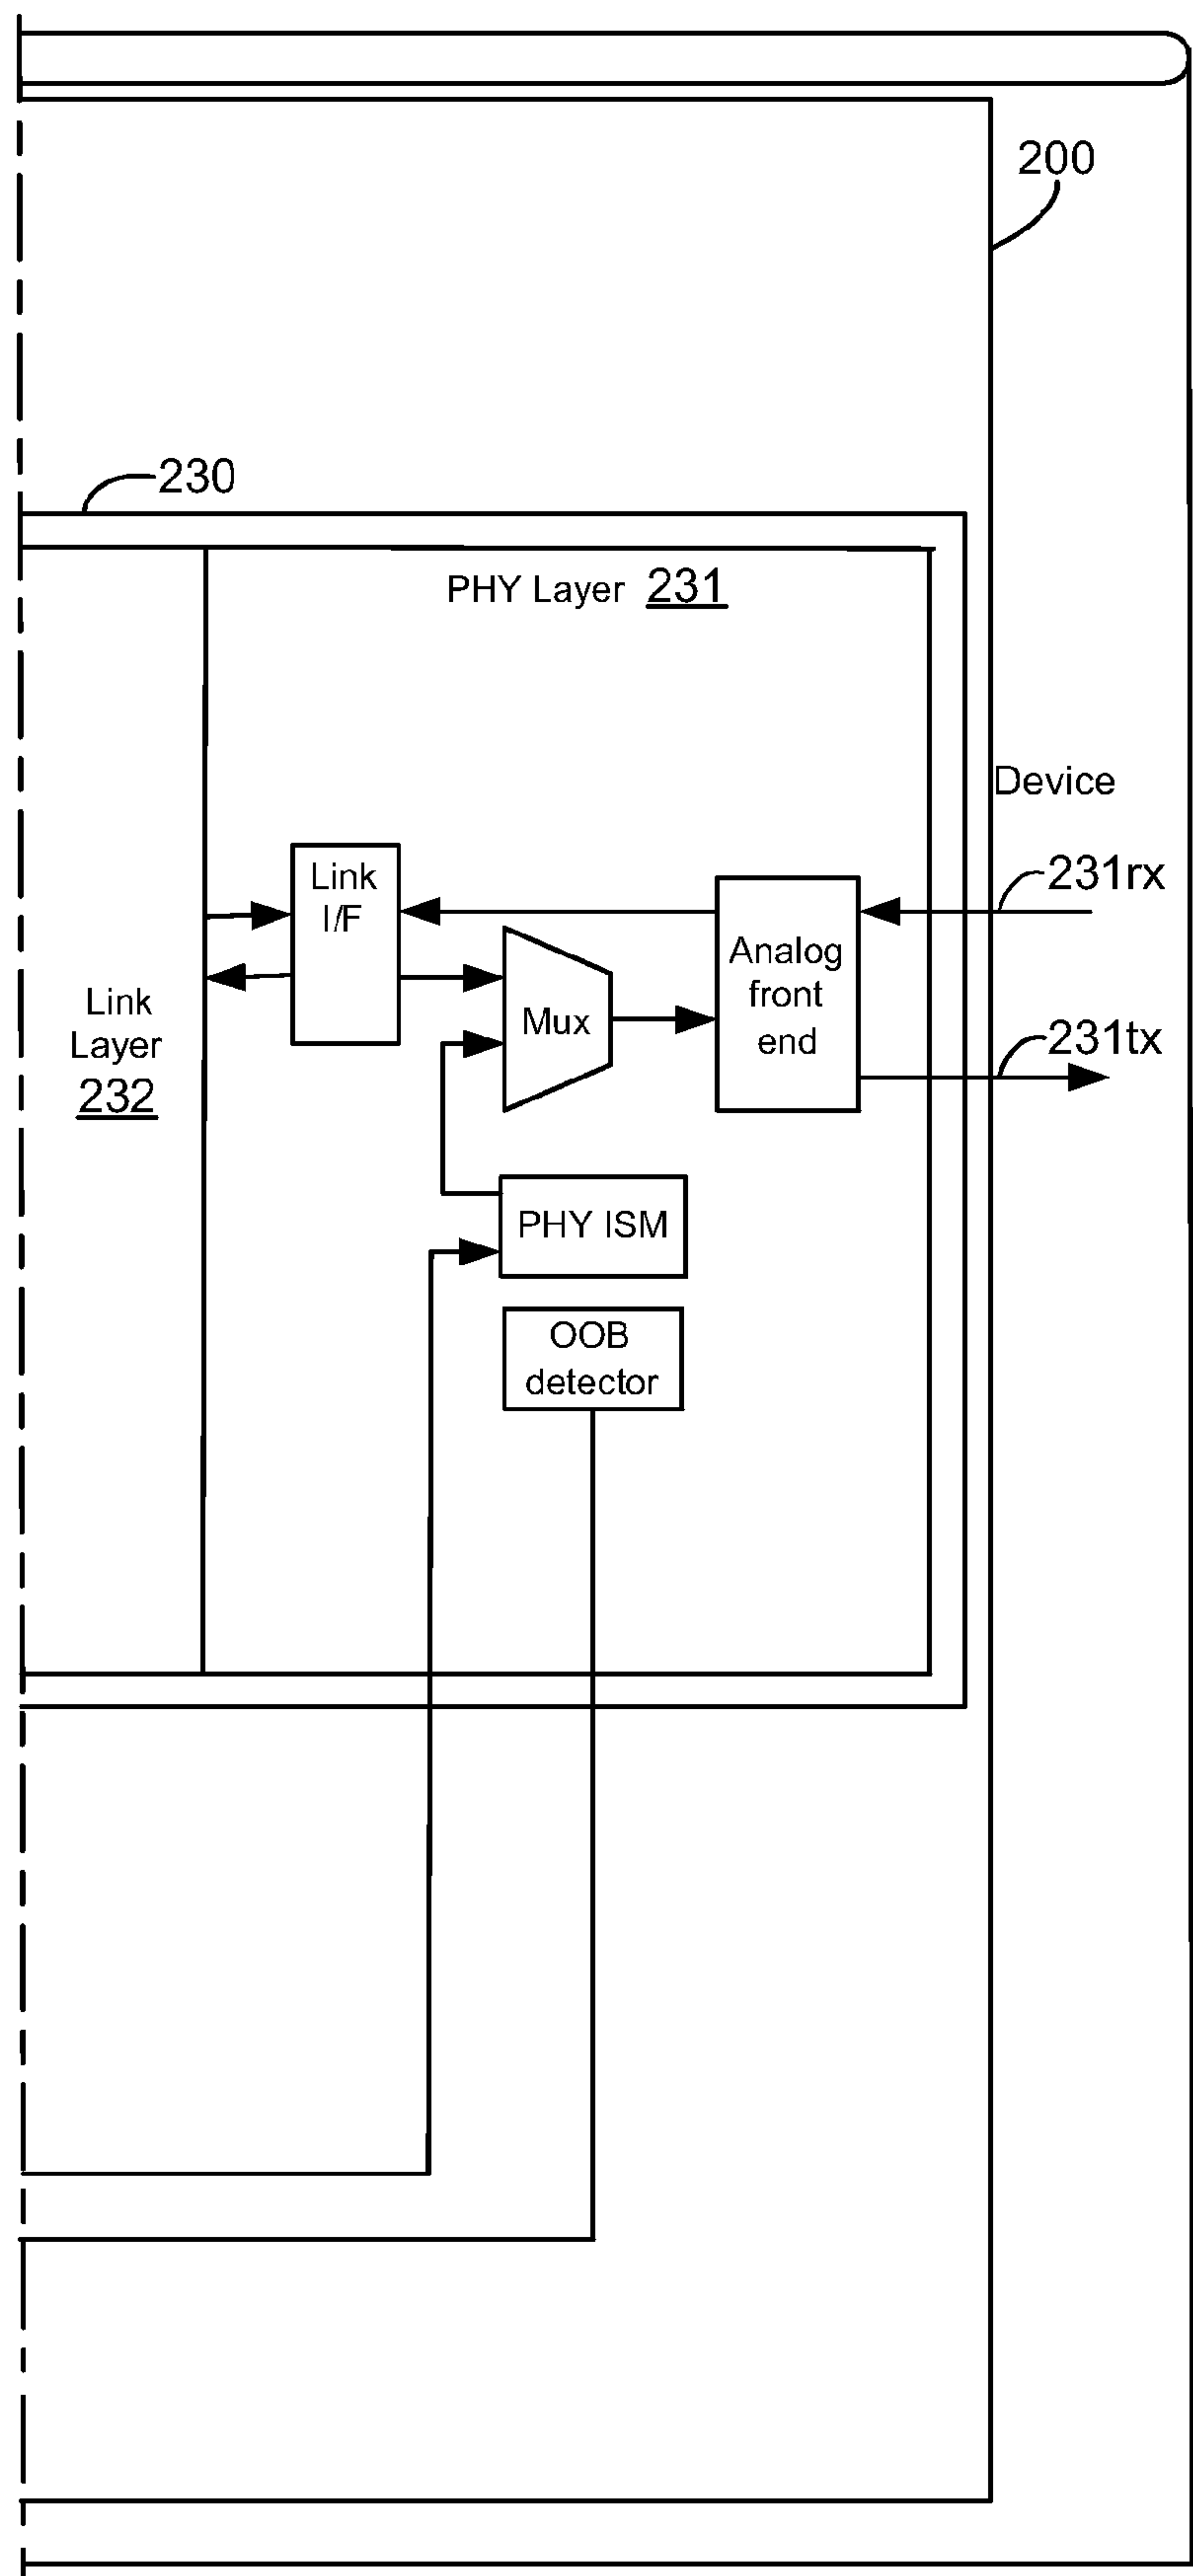 200
230
PHY Layer 231
Device
231rx
Link
I/F
Analog
front
end
Mux
Link
Layer
232
231tx
PHY ISM
OOB
detector